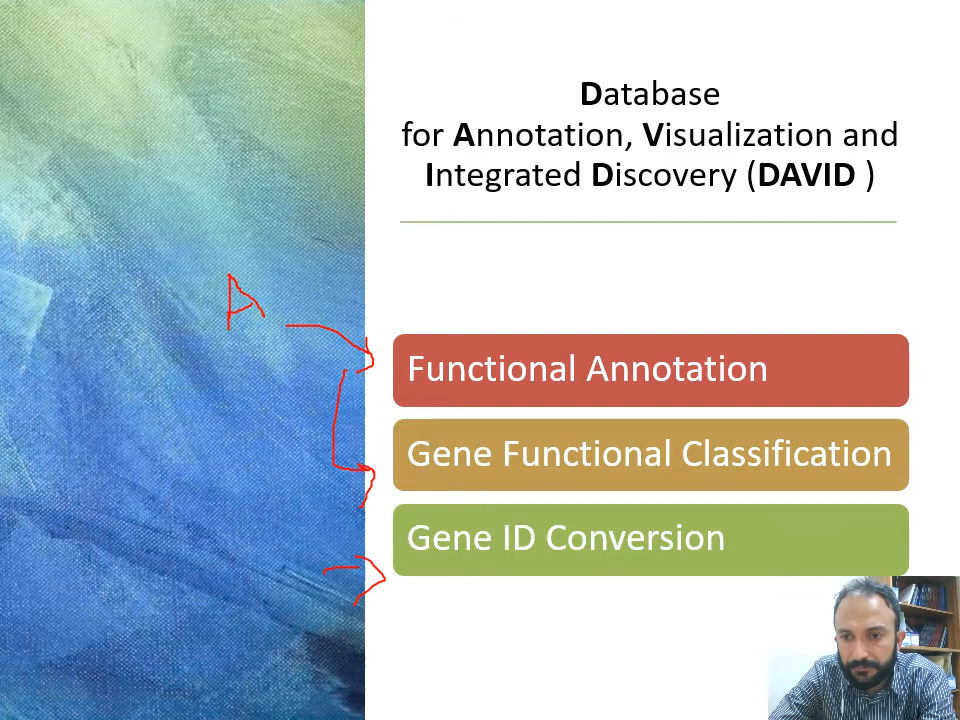 Database
for Annotation, Visualization and
Integrated Discovery (DAVID )
A
Functional Annotation
Gene Functional Classification
Gene ID Conversion